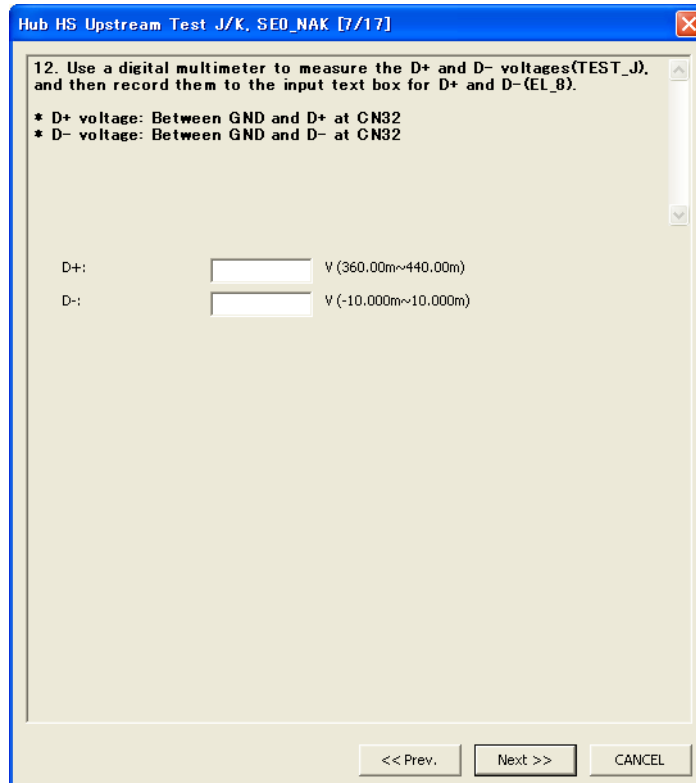 Hub HS Upstream Test J/K, SE0_NAK [7/17]
12. Use a digital multimeter to measure the D+ and D- voltages(TEST_J),
and then record them to the input text box for D+ and D-(EL_8).
* D+ voltage: Between GND and D+ at CN32
* D- voltage: Between GND and D- at CN32
D+: V (360.00m~440.00m)
D-: V (-10.000m~10.000m)
<< Prev. Next >> CANCEL